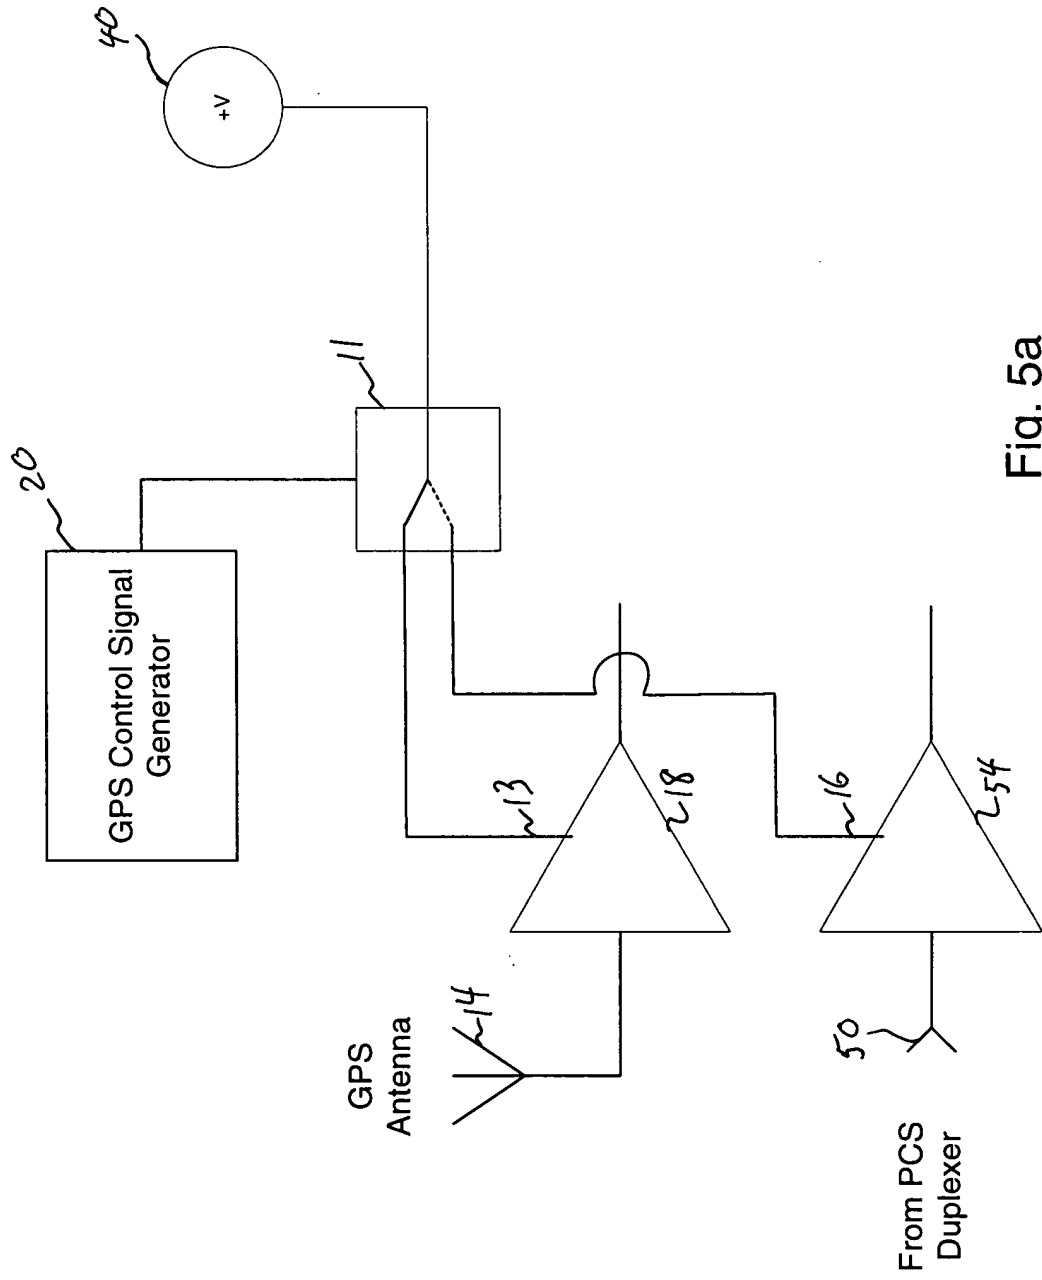 GPS Control Signal
Generator
20
40
+V
11
13
18
GPS
Antenna
14
16
54
50
From PCS
Duplexer
Fig. 5a